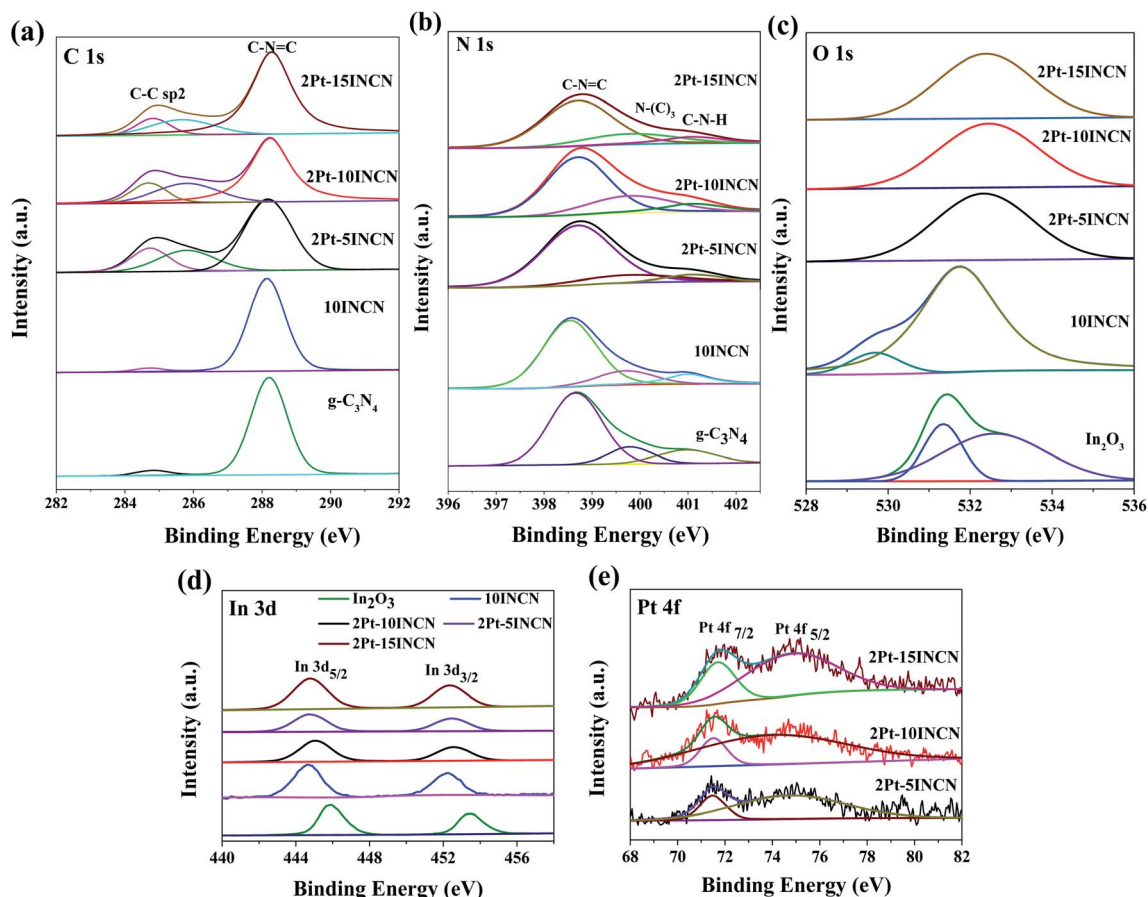 (a)
C 1s
C-N=C
C-C sp2
2Pt-15INCN
2Pt-10INCN
2Pt-5INCN
10INCN
g-C₃N₄
Intensity (a.u.)
282 284 286 288 290 292
Binding Energy (eV)
(b)
N 1s
C-N=C
N-(C)₃
C-N-H
2Pt-15INCN
2Pt-10INCN
2Pt-5INCN
10INCN
g-C₃N₄
Intensity (a.u.)
396 397 398 399 400 401 402
Binding Energy (eV)
(c)
O 1s
2Pt-15INCN
2Pt-10INCN
2Pt-5INCN
10INCN
In₂O₃
Intensity (a.u.)
528 530 532 534 536
Binding Energy (eV)
(d)
In 3d
In₂O₃ 10INCN
2Pt-10INCN 2Pt-5INCN
2Pt-15INCN
In 3d5/2 In 3d3/2
Intensity (a.u.)
440 444 448 452 456
Binding Energy (eV)
(e)
Pt 4f
Pt 4f 7/2 Pt 4f 5/2
2Pt-15INCN
2Pt-10INCN
2Pt-5INCN
Intensity (a.u.)
68 70 72 74 76 78 80 82
Binding Energy (eV)